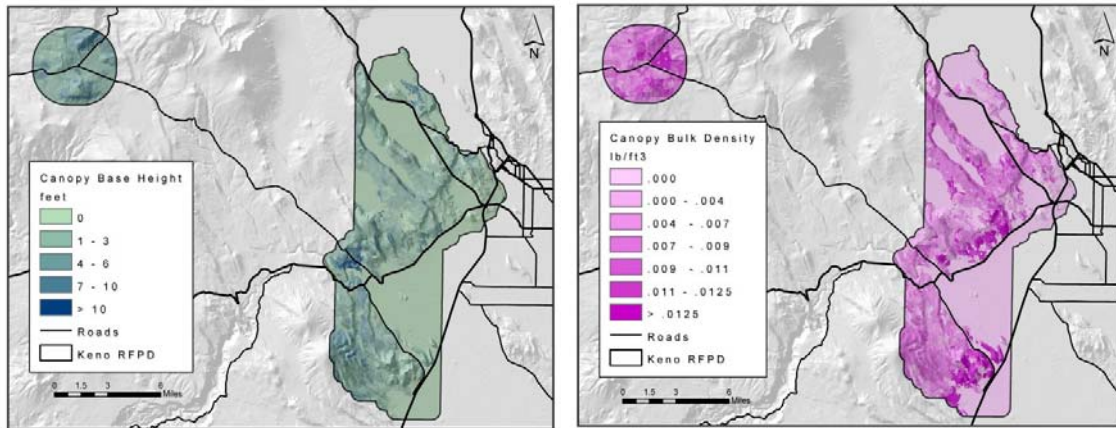 N
Canopy Base Height
feet
0
1 - 3
4 - 6
7 - 10
> 10
Roads
Keno RFPD
0 1.5 3 6
Miles
N
Canopy Bulk Density
lb/ft3
.000
.000 - .004
.004 - .007
.007 - .009
.009 - .011
.011 - .0125
> .0125
Roads
Keno RFPD
0 1.5 3 6
Miles